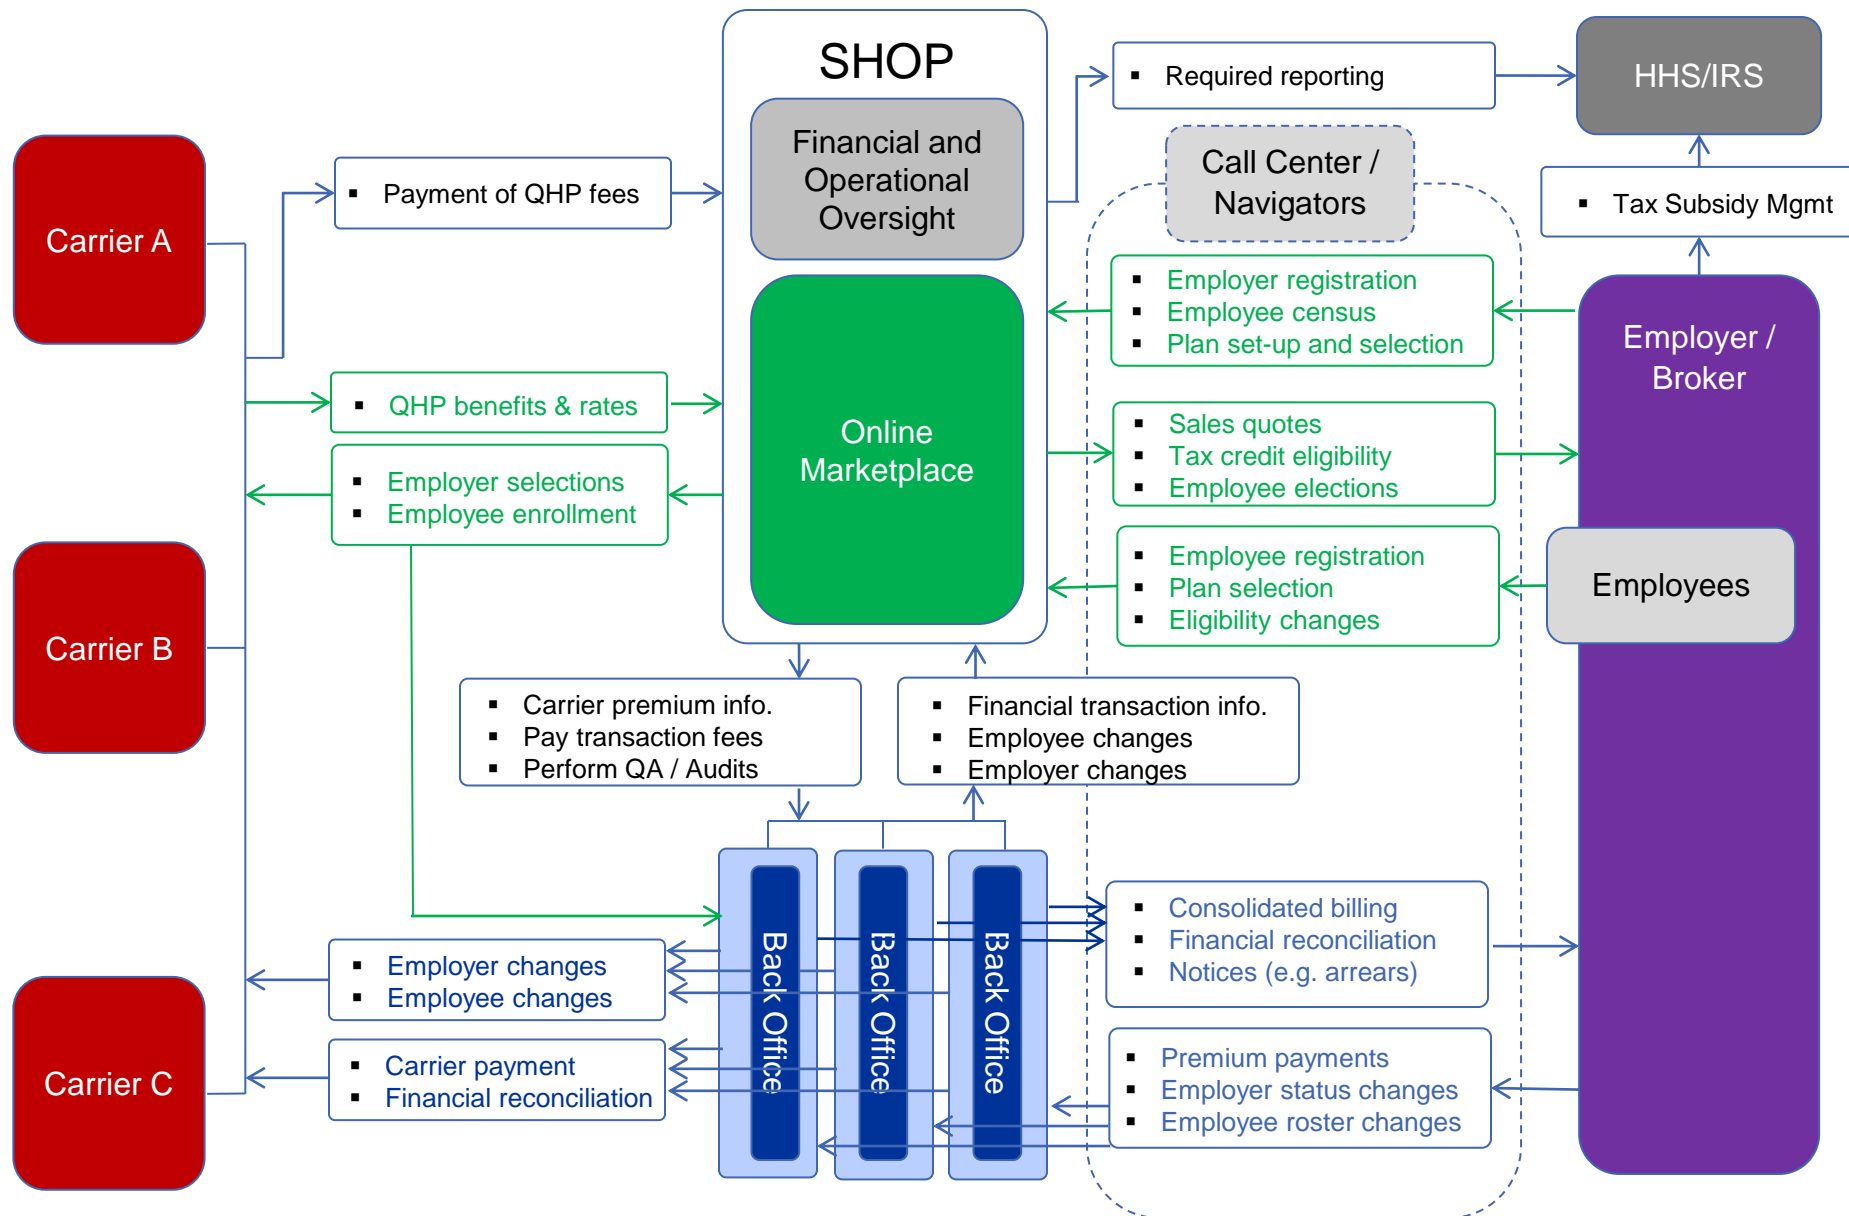 SHOP
Financial and
Operational
Oversight
Online
Marketplace
Required reporting
HHS/IRS
Call Center /
Navigators
Tax Subsidy Mgmt
Carrier A
Carrier B
Carrier C
Payment of QHP fees
QHP benefits & rates
Employer selections
Employee enrollment
Employer registration
Employee census
Plan set-up and selection
Employer /
Broker
Sales quotes
Tax credit eligibility
Employee elections
Employee registration
Plan selection
Eligibility changes
Employees
Carrier premium info.
Pay transaction fees
Perform QA / Audits
Financial transaction info.
Employee changes
Employer changes
Back Office
Back Office
Back Office
Employer changes
Employee changes
Carrier payment
Financial reconciliation
Consolidated billing
Financial reconciliation
Notices (e.g. arrears)
Premium payments
Employer status changes
Employee roster changes